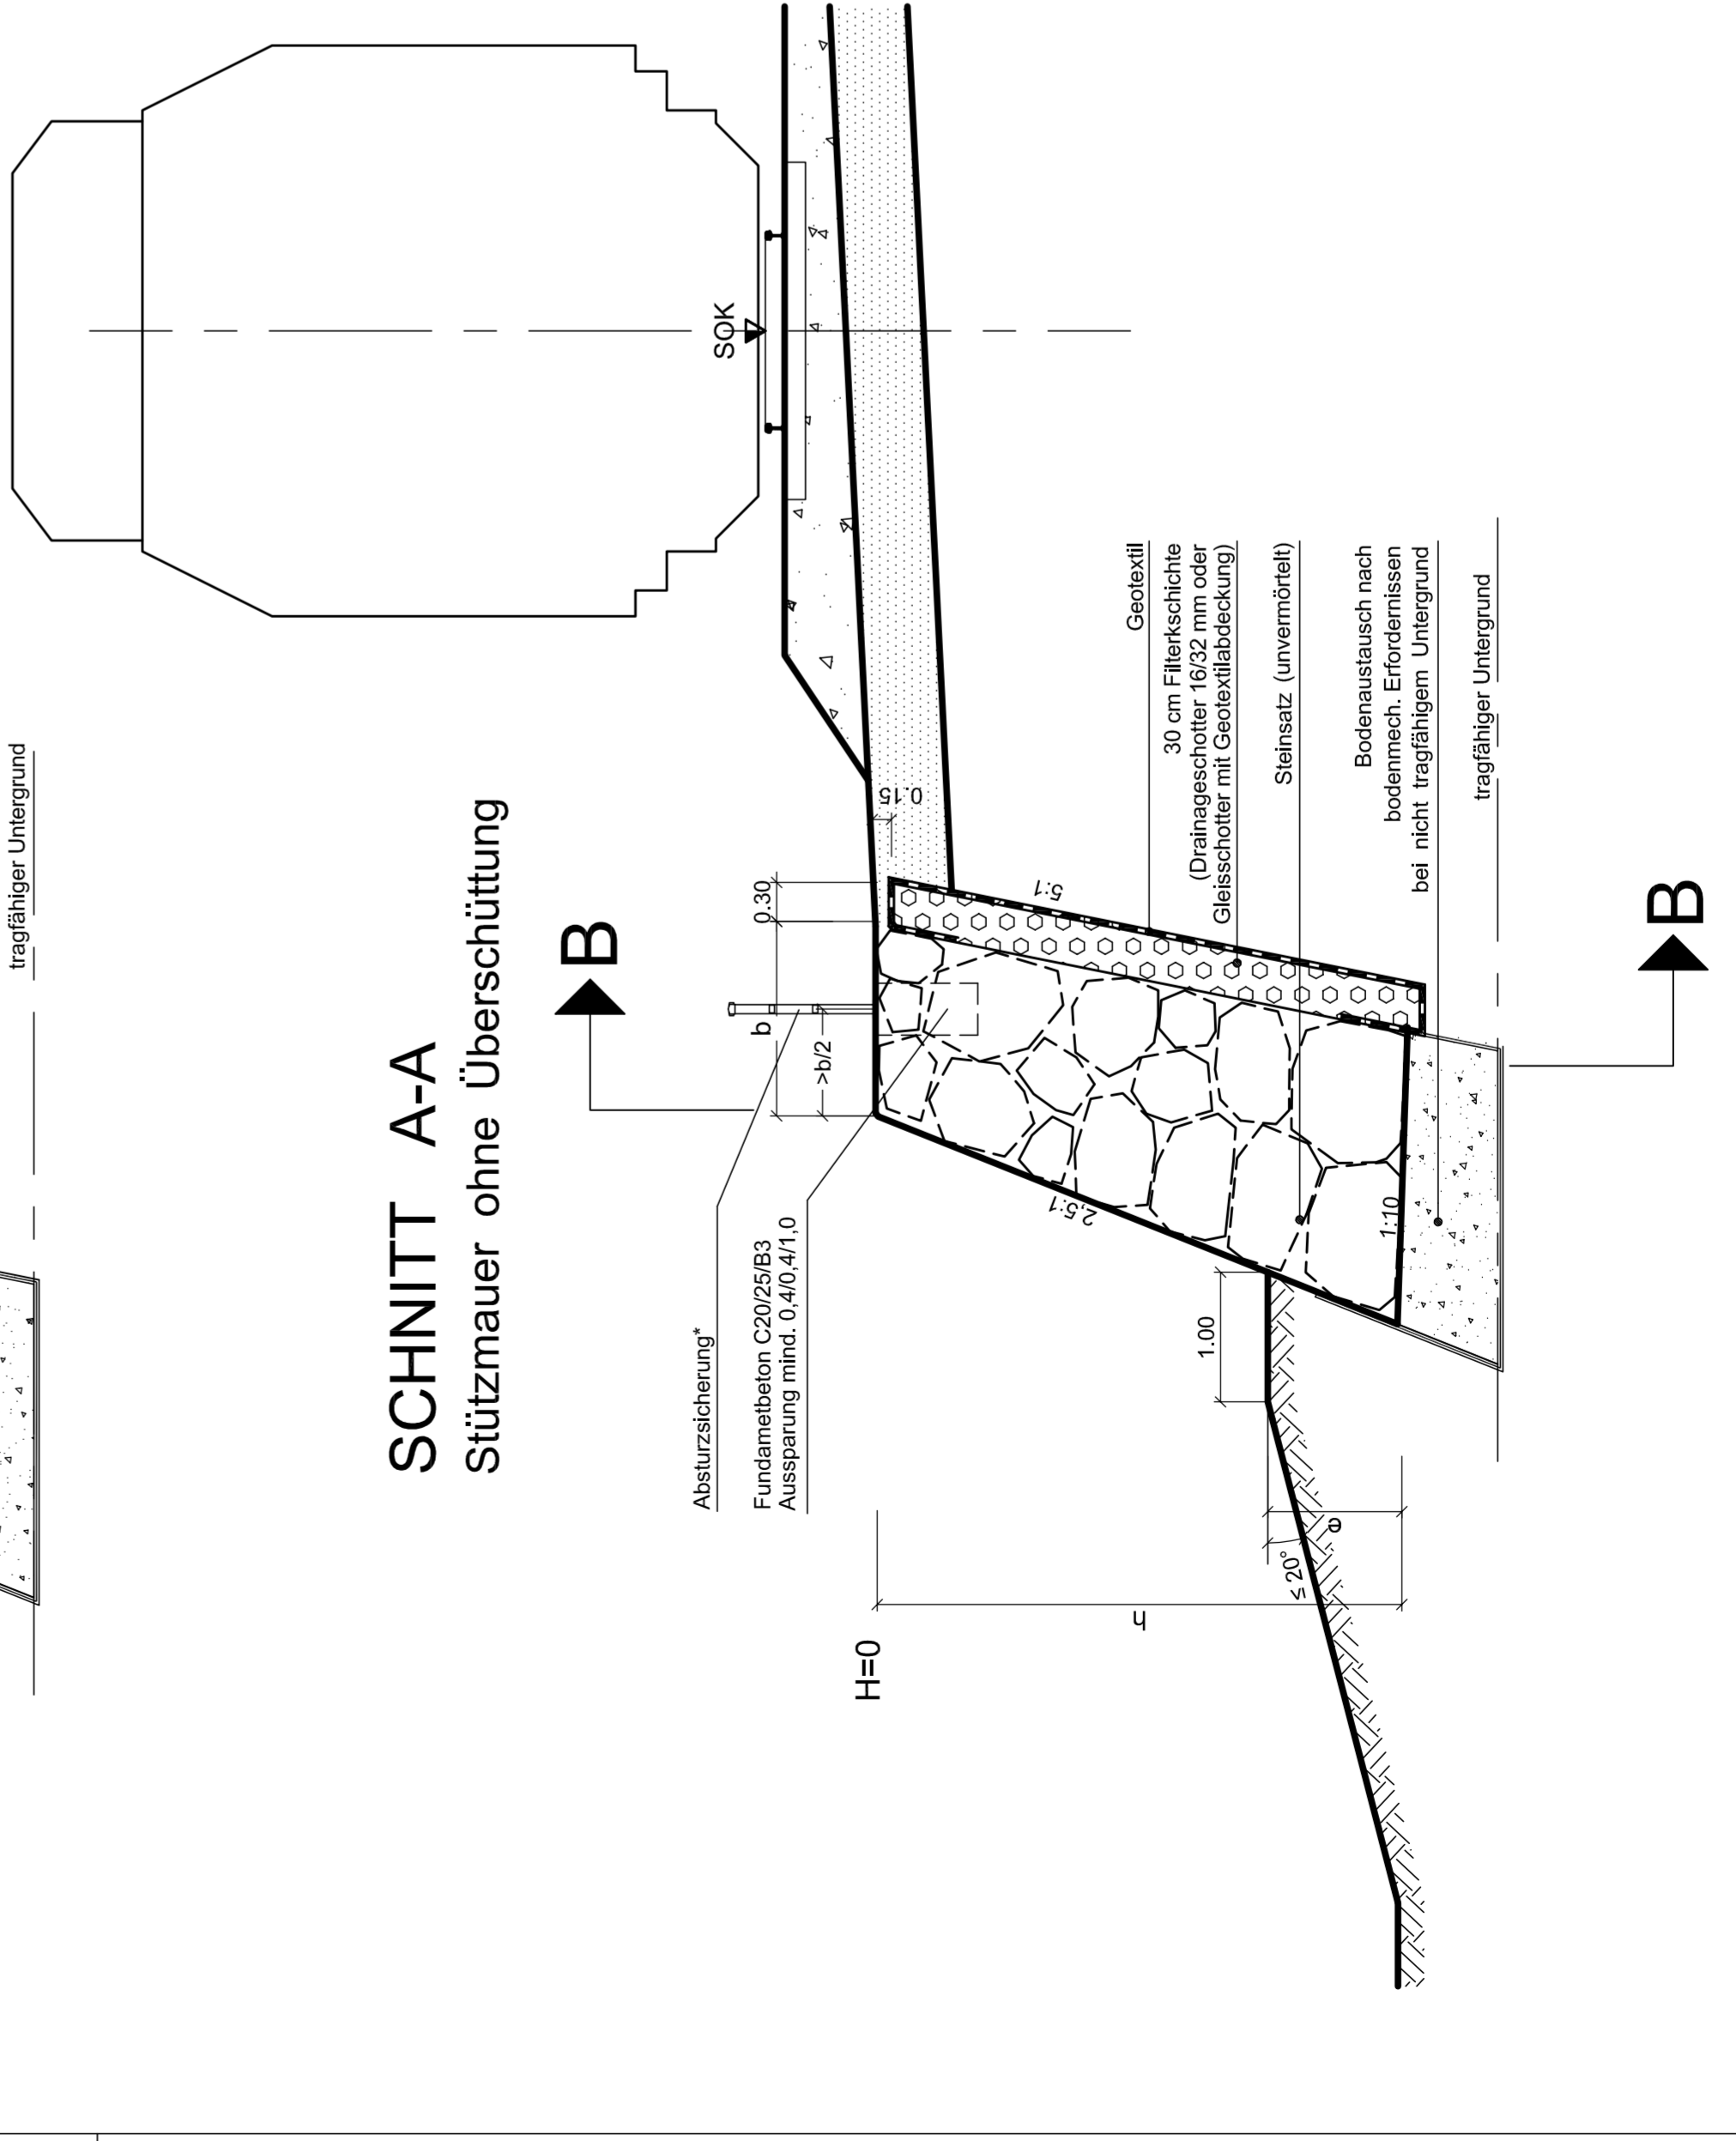 tragfähiger Untergrund
SCHNITT A-A
Stützmauer ohne Überschüttung
SOK
B
Absturzsicherung*
Fundametbeton C20/25/B3
Aussparung mind. 0,4/0,4/1,0
b
0.30
>b/2
0.15
H=0
h
e
≤ 20°
1.00
2,5:1
5:1
1:10
Geotextil
30 cm Filterkschichte
(Drainageschotter 16/32 mm oder
Gleisschotter mit Geotextilabdeckung)
Steinsatz (unvermörtelt)
Bodenaustausch nach
bodenmech. Erfordernissen
bei nicht tragfähigem Untergrund
tragfähiger Untergrund
B